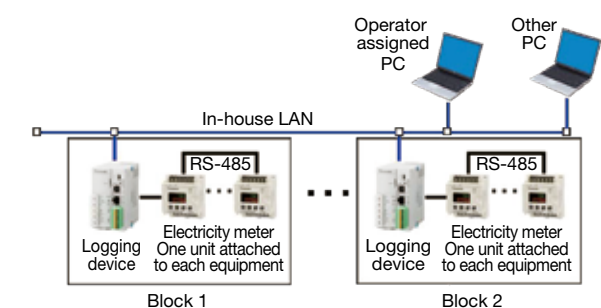 Operator
assigned
PC
Other
PC
In-house LAN
RS-485
Logging
device
Electricity meter
One unit attached
to each equipment
Block 1
RS-485
Logging
device
Electricity meter
One unit attached
to each equipment
Block 2